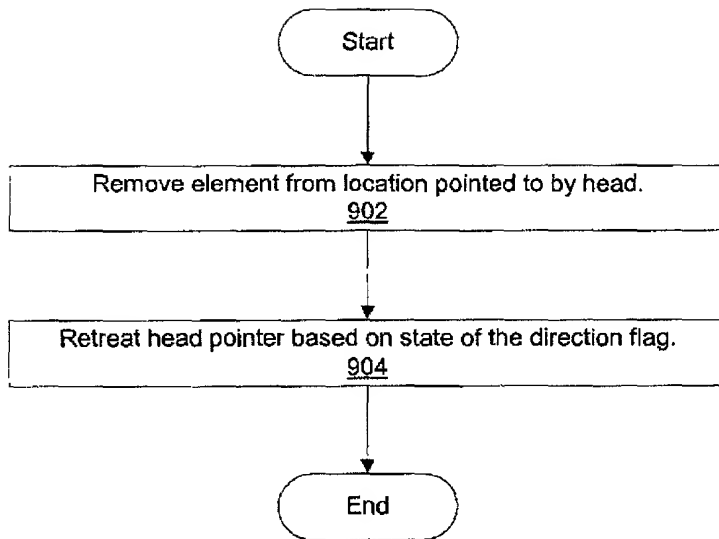 Start
Remove element from location pointed to by head.
902
Retreat head pointer based on state of the direction flag.
904
End